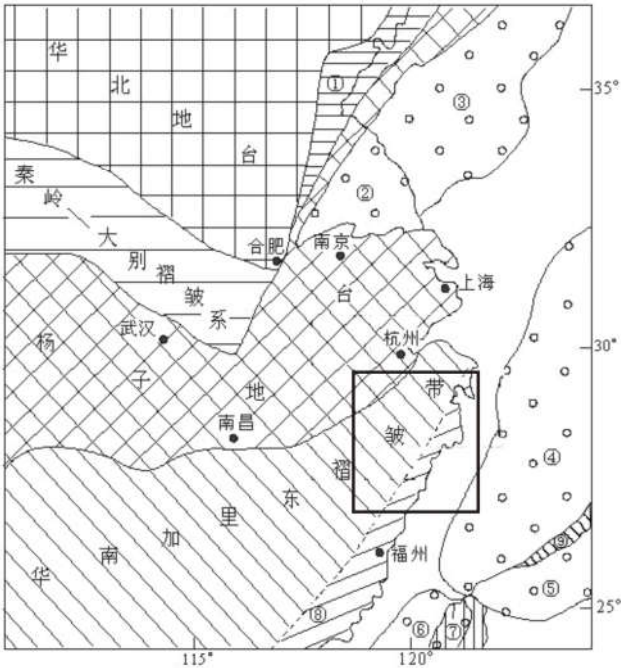 华北地台
①
③
②
秦岭大别褶皱系
合肥
南京
上海
武汉
杭州
杨子地台
南昌
华南加里东褶皱带
④
⑨
⑤
福州
⑧
⑥
⑦
35°
30°
25°
115°
120°